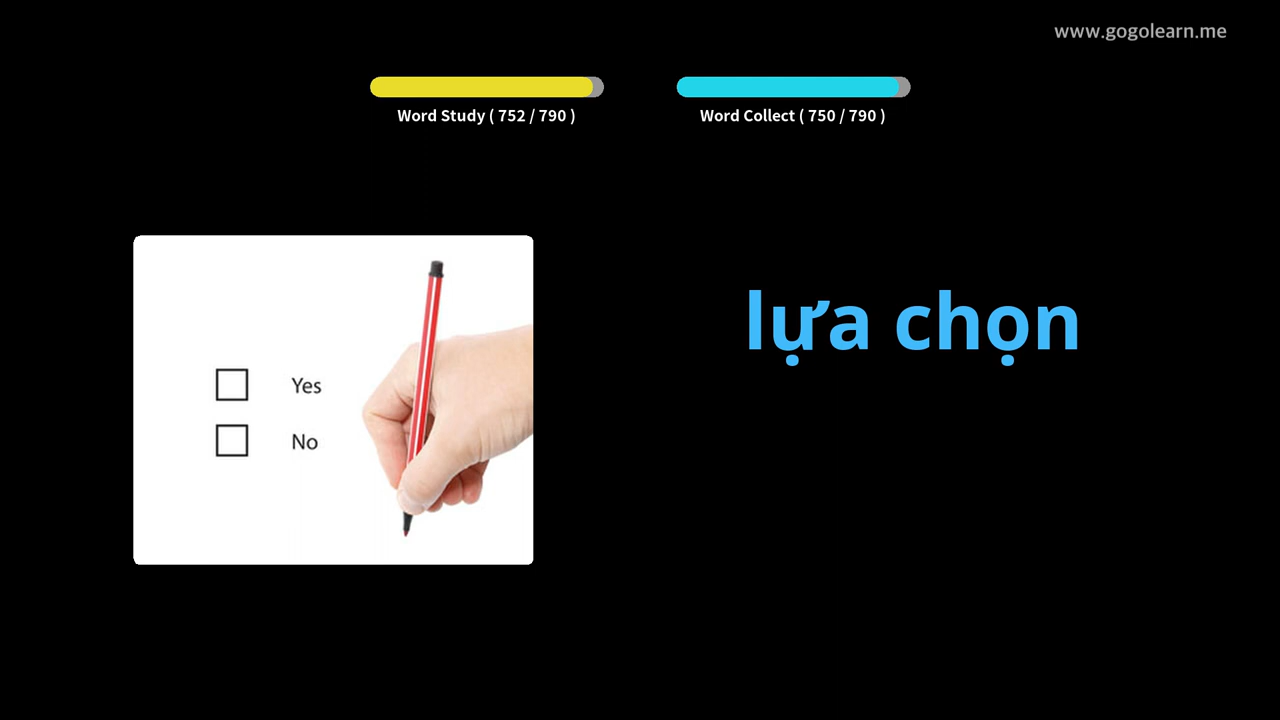 www.gogolearn.me
Word Study ( 752 / 790 )
Word Collect ( 750 / 790 )
lựa chọn
Yes
No